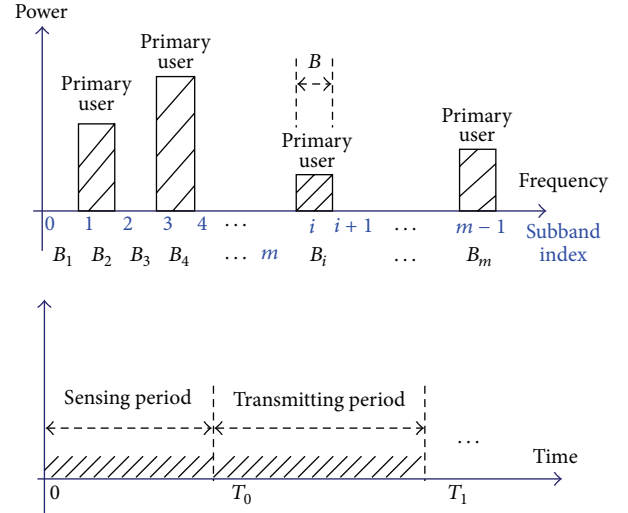 Power
Primary
user
Primary
user
B
Primary
user
Primary
user
Frequency
0 1 2 3 4 ... i i + 1 ... m − 1 Subband
index
B₁ B₂ B₃ B₄ ... m Bᵢ ... Bₘ
Sensing period Transmitting period
...
Time
0 T₀ T₁